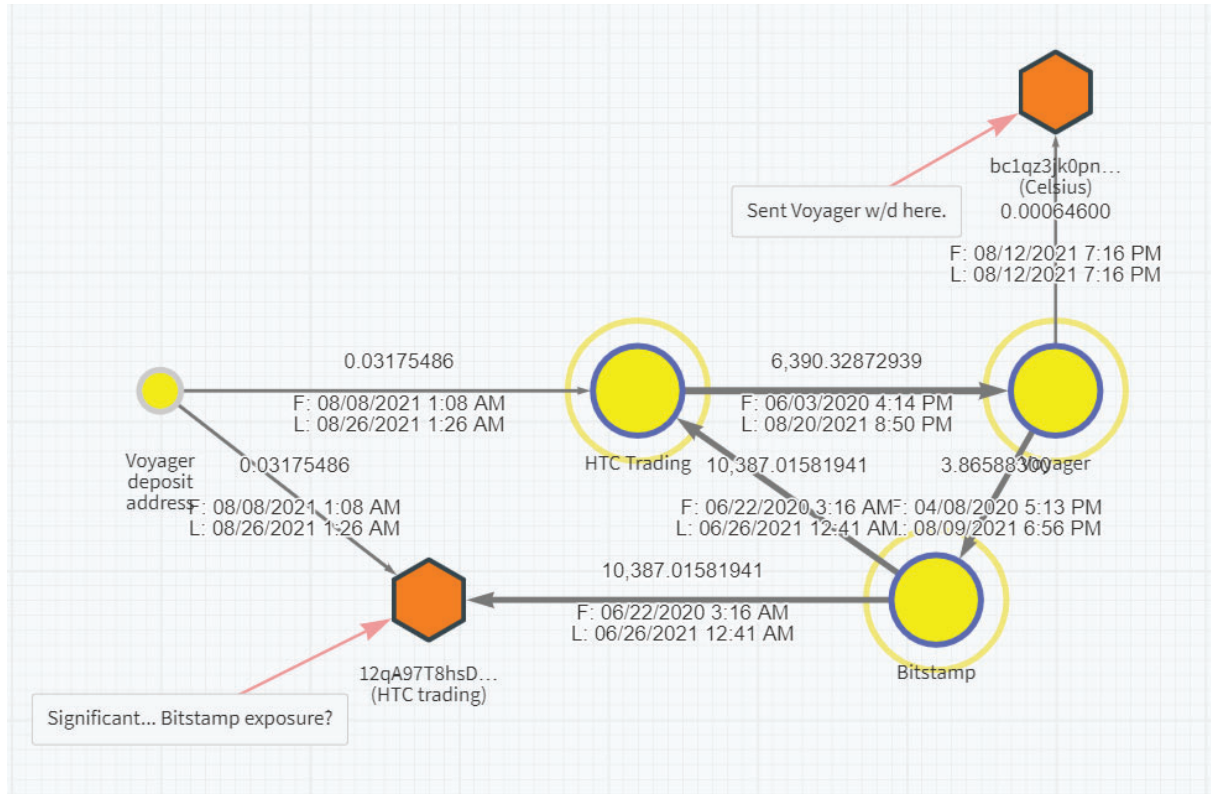 bc1qz3jk0pn...
(Celsius)
0.00064600
Sent Voyager w/d here.
F: 08/12/2021 7:16 PM
L: 08/12/2021 7:16 PM
0.03175486
F: 08/08/2021 1:08 AM
L: 08/26/2021 1:26 AM
6,390.32872939
F: 06/03/2020 4:14 PM
L: 08/20/2021 8:50 PM
Voyager
deposit
address
0.03175486
F: 08/08/2021 1:08 AM
L: 08/26/2021 1:26 AM
HTC Trading
10,387.01581941
F: 06/22/2020 3:16 AM
L: 06/26/2021 12:41 AM
3.86588300
Voyager
F: 04/08/2020 5:13 PM
L: 08/09/2021 6:56 PM
10,387.01581941
F: 06/22/2020 3:16 AM
L: 06/26/2021 12:41 AM
Bitstamp
12qA97T8hsD...
(HTC trading)
Significant... Bitstamp exposure?